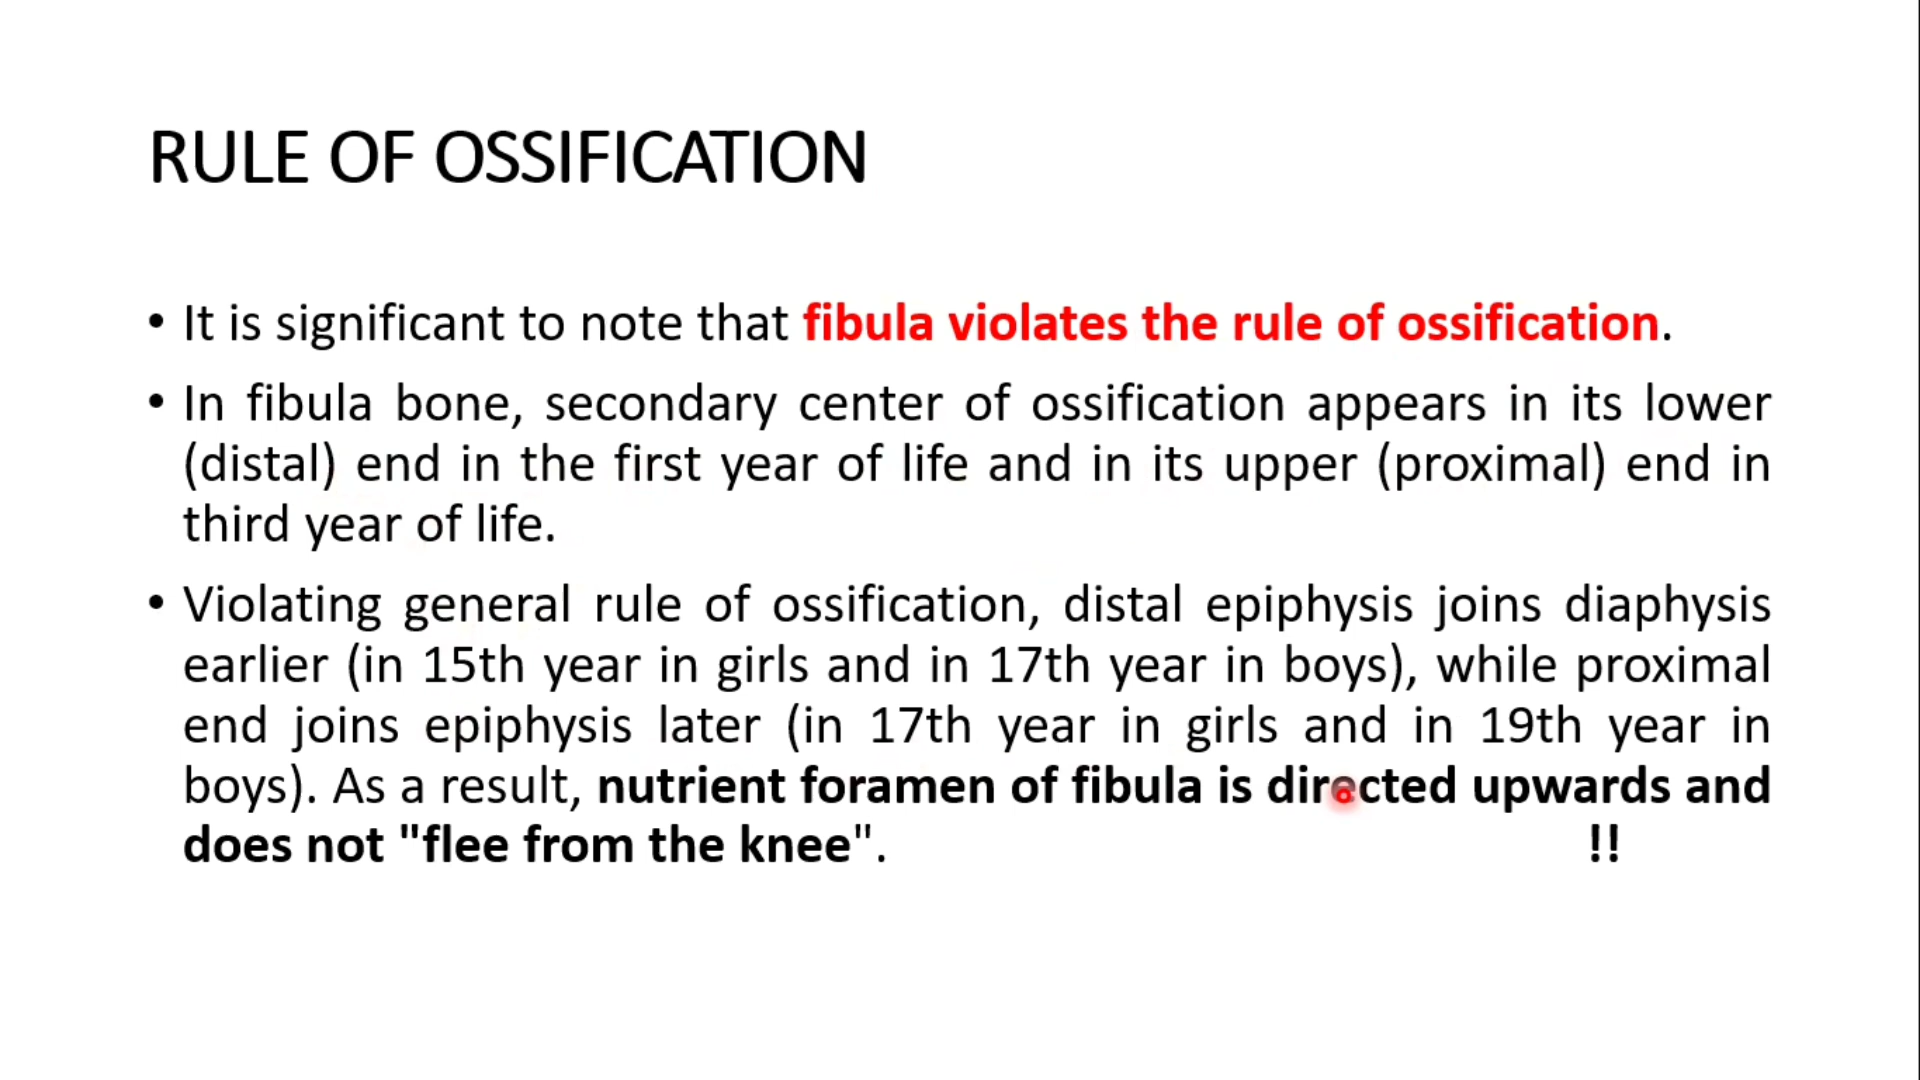 RULE OF OSSIFICATION
• It is significant to note that fibula violates the rule of ossification.
• In fibula bone, secondary center of ossification appears in its lower
(distal) end in the first year of life and in its upper (proximal) end in
third year of life.
• Violating general rule of ossification, distal epiphysis joins diaphysis
earlier (in 15th year in girls and in 17th year in boys), while proximal
end joins epiphysis later (in 17th year in girls and in 19th year in
boys). As a result, nutrient foramen of fibula is directed upwards and
does not "flee from the knee". !!